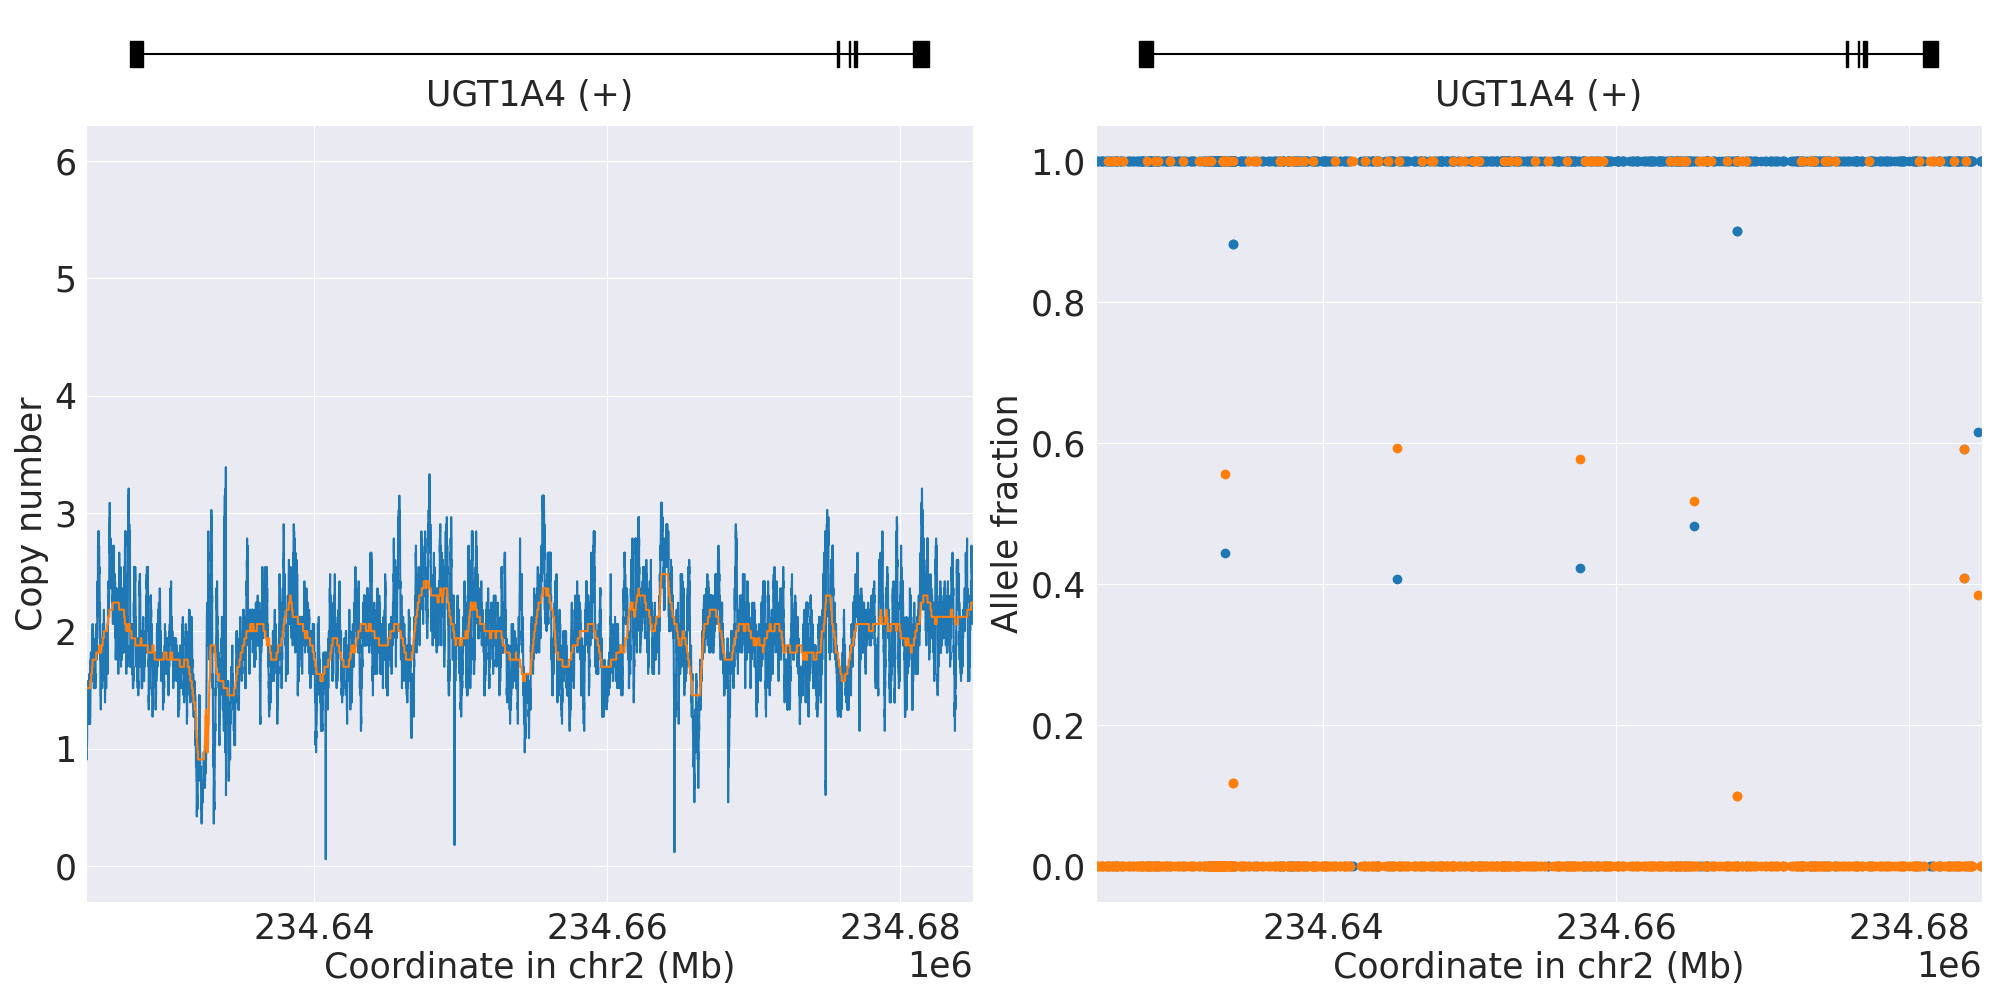 UGT1A4 (+)
6
5
4
3
2
1
0
Copy number
234.64
234.66
234.68
Coordinate in chr2 (Mb)
1e6
UGT1A4 (+)
1.0
0.8
0.6
0.4
0.2
0.0
Allele fraction
234.64
234.66
234.68
Coordinate in chr2 (Mb)
1e6